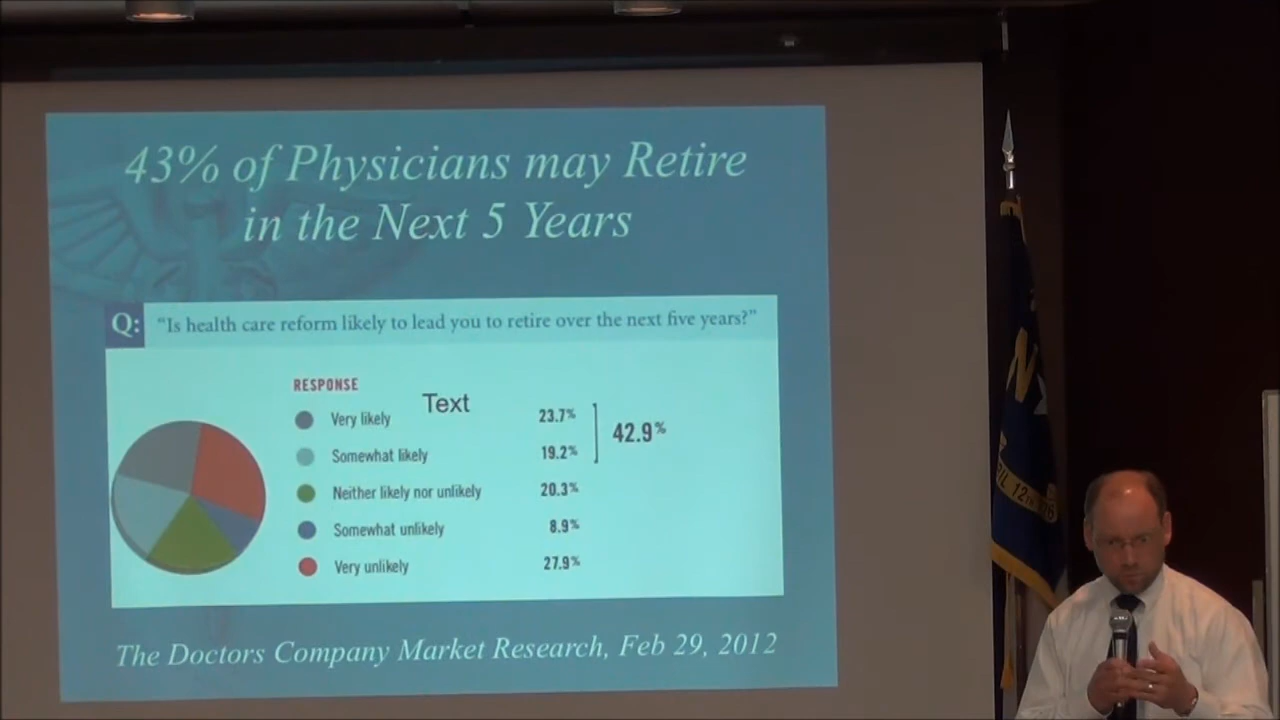 43% of Physicians may Retire
in the Next 5 Years
Q: “Is health care reform likely to lead you to retire over the next five years?”
RESPONSE
Text
Very likely 23.7%
42.9%
Somewhat likely 19.2%
Neither likely nor unlikely 20.3%
Somewhat unlikely 8.9%
Very unlikely 27.9%
The Doctors Company Market Research, Feb 29, 2012
N
12TH